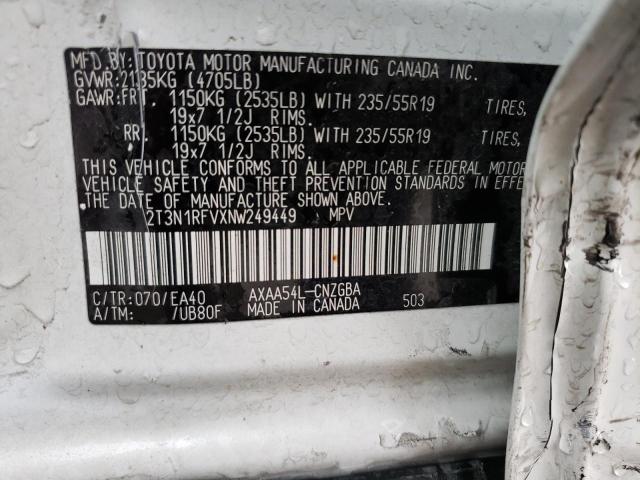 MFD.BY:TOYOTA MOTOR MANUFACTURING CANADA INC.
GVWR:2135KG (4705LB)
GAWR:FRT. 1150KG (2535LB) WITH 235/55R19 TIRES,
19x7 1/2J RIMS.
RR. 1150KG (2535LB) WITH 235/55R19 TIRES,
19x7 1/2J RIMS.
THIS VEHICLE CONFORMS TO ALL APPLICABLE FEDERAL MOTOR
VEHICLE SAFETY AND THEFT PREVENTION STANDARDS IN EFFE
THE DATE OF MANUFACTURE SHOWN ABOVE.
2T3N1RFVXNW249449 MPV
C/TR:070/EA40 AXAA54L-CNZGBA
A/TM: /UB80F MADE IN CANADA 503